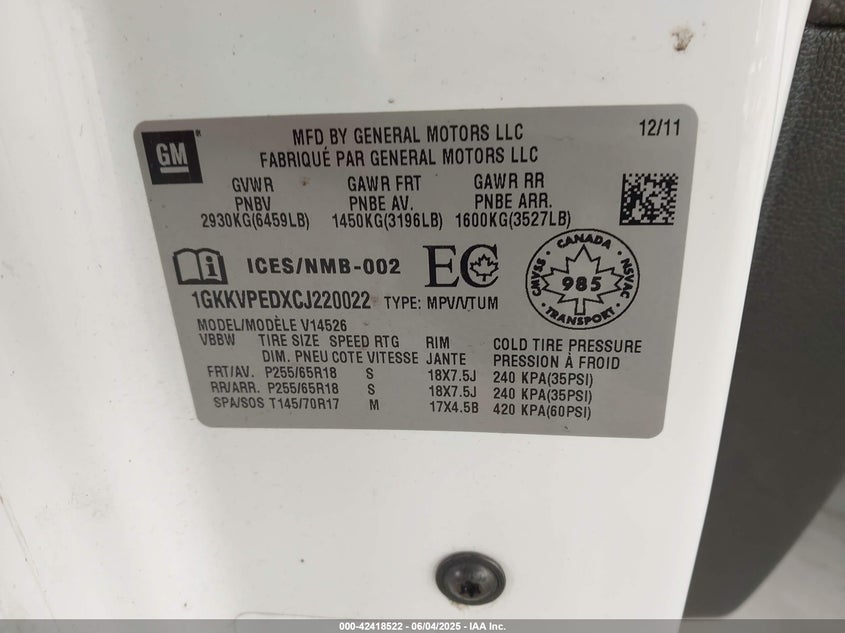 GM
MFD BY GENERAL MOTORS LLC
12/11
FABRIQUÉ PAR GENERAL MOTORS LLC
GVWR GAWR FRT GAWR RR
PNBV PNBE AV. PNBE ARR.
2930KG(6459LB) 1450KG(3196LB) 1600KG(3527LB)
ICES/NMB-002 EC
CANADA
CMVSS 985 NSVAC
TRANSPORT
1GKKVPEDXCJ220022 TYPE: MPV/VTUM
MODEL/MODÈLE V14526
VBBW TIRE SIZE SPEED RTG RIM COLD TIRE PRESSURE
DIM. PNEU COTE VITESSE JANTE PRESSION À FROID
FRT/AV. P255/65R18 S 18X7.5J 240 KPA(35PSI)
RR/ARR. P255/65R18 S 18X7.5J 240 KPA(35PSI)
SPA/SOS T145/70R17 M 17X4.5B 420 KPA(60PSI)
000-42418522 - 06/04/2025 - IAA Inc.